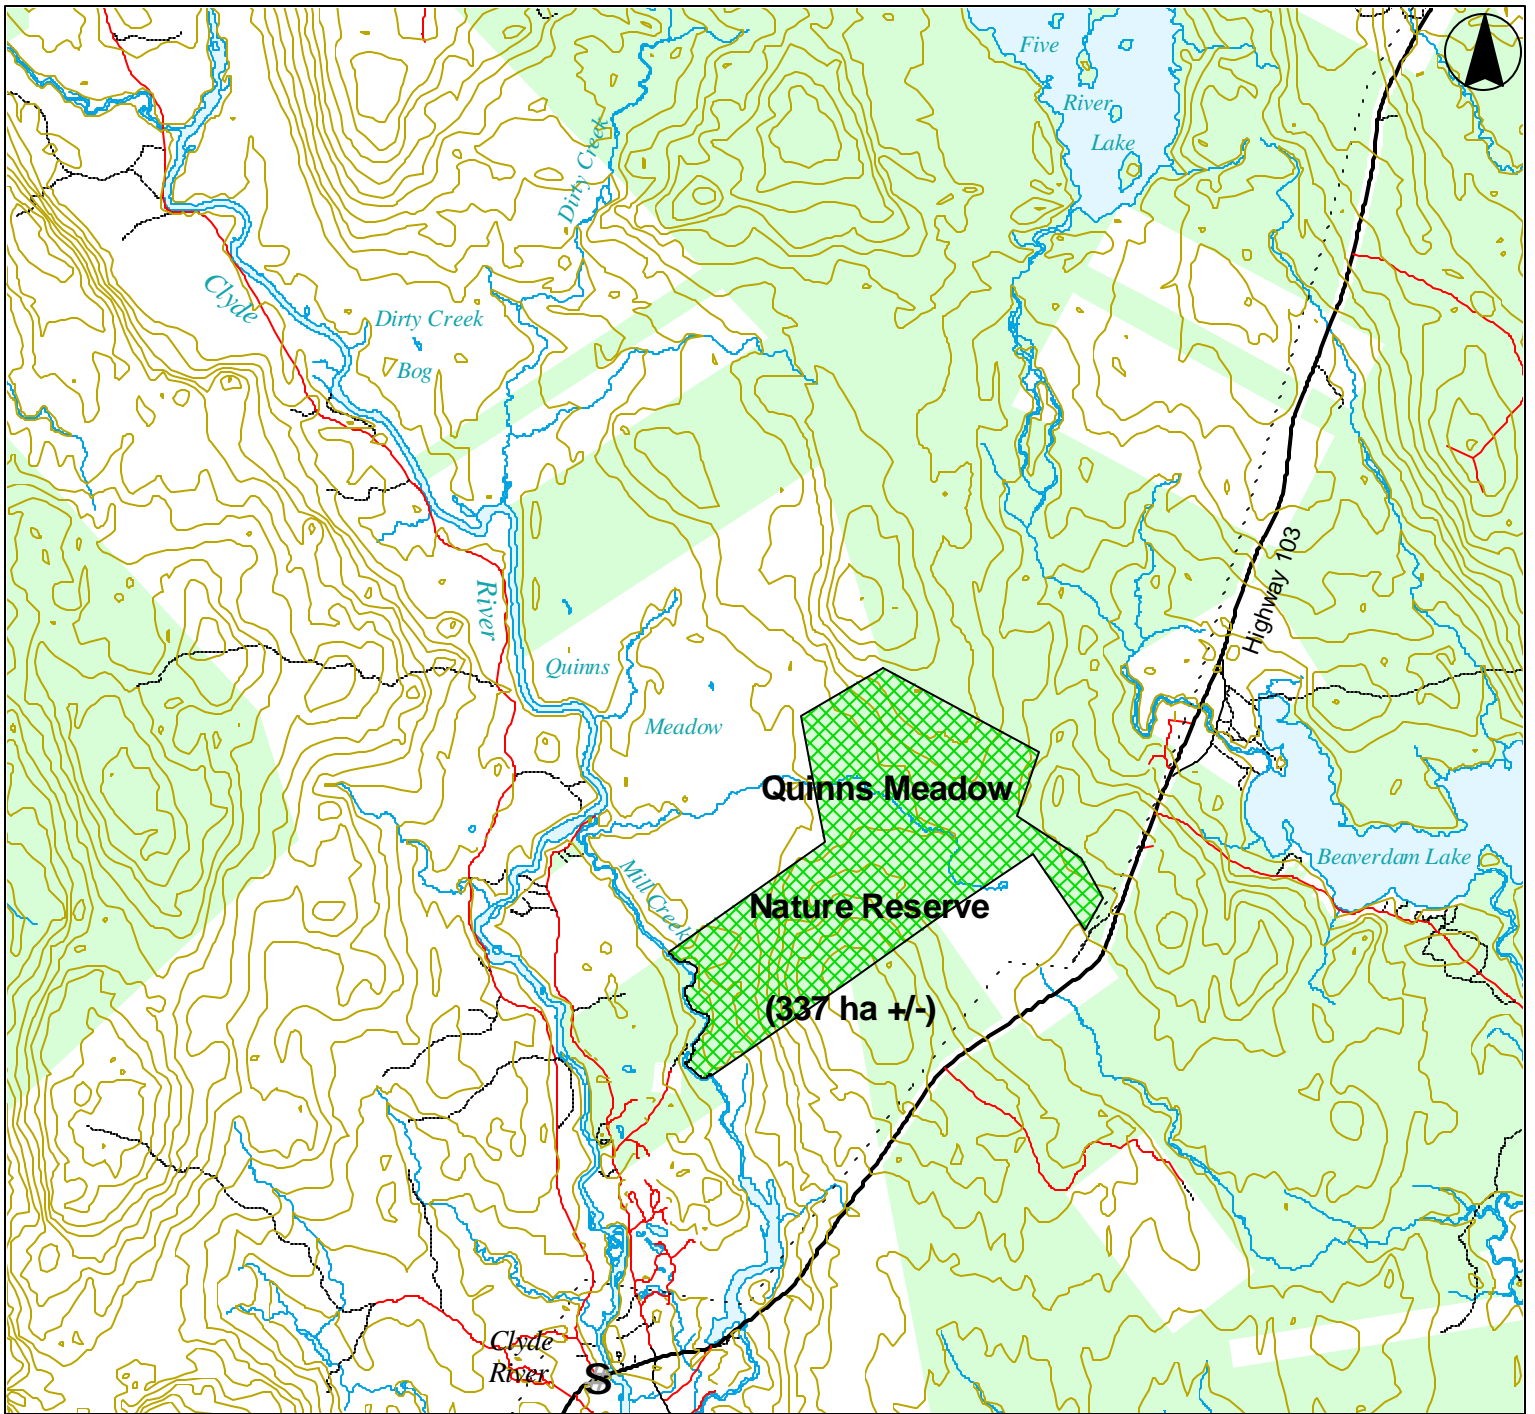 Five
River
Lake
Dirty Creek
Clyde
Dirty Creek
Bog
Highway 103
River
Quinns
Meadow
Quinns Meadow
Beaverdam Lake
Mill Creek
Nature Reserve
(337 ha +/-)
Clyde
River
S